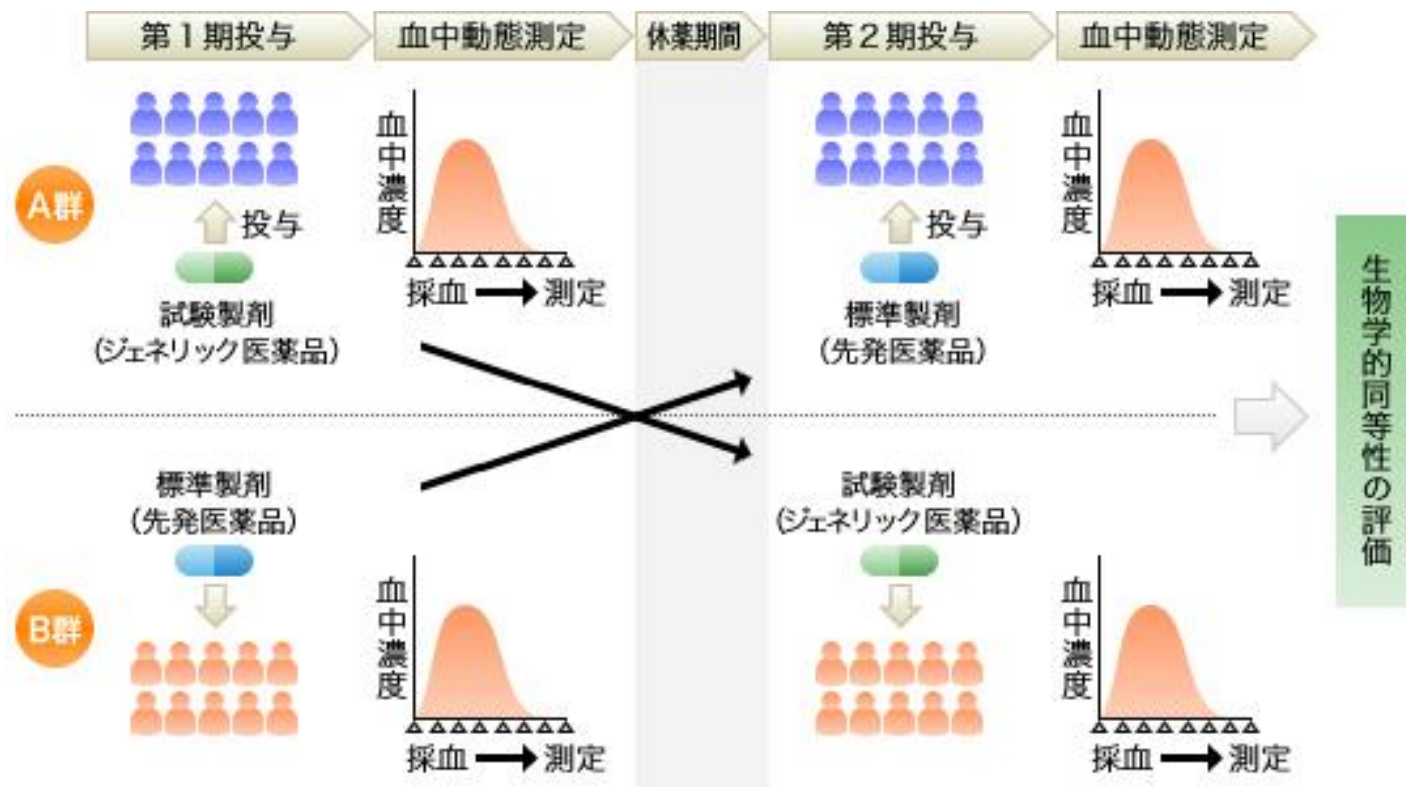 第1期投与
血中動態測定
休薬期間
第2期投与
血中動態測定
A群
投与
試験製剤
(ジェネリック医薬品)
血中濃度
採血
測定
投与
標準製剤
(先発医薬品)
血中濃度
採血
測定
B群
標準製剤
(先発医薬品)
血中濃度
採血
測定
試験製剤
(ジェネリック医薬品)
血中濃度
採血
測定
生物学的同等性の評価